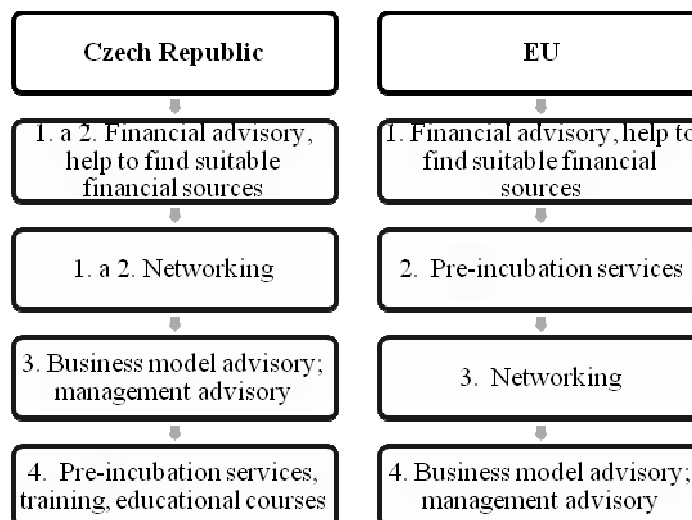 Czech Republic
1. a 2. Financial advisory,
help to find suitable
financial sources
1. a 2. Networking
3. Business model advisory;
management advisory
4. Pre-incubation services,
training, educational courses
EU
1. Financial advisory, help to
find suitable financial
sources
2. Pre-incubation services
3. Networking
4. Business model advisory;
management advisory